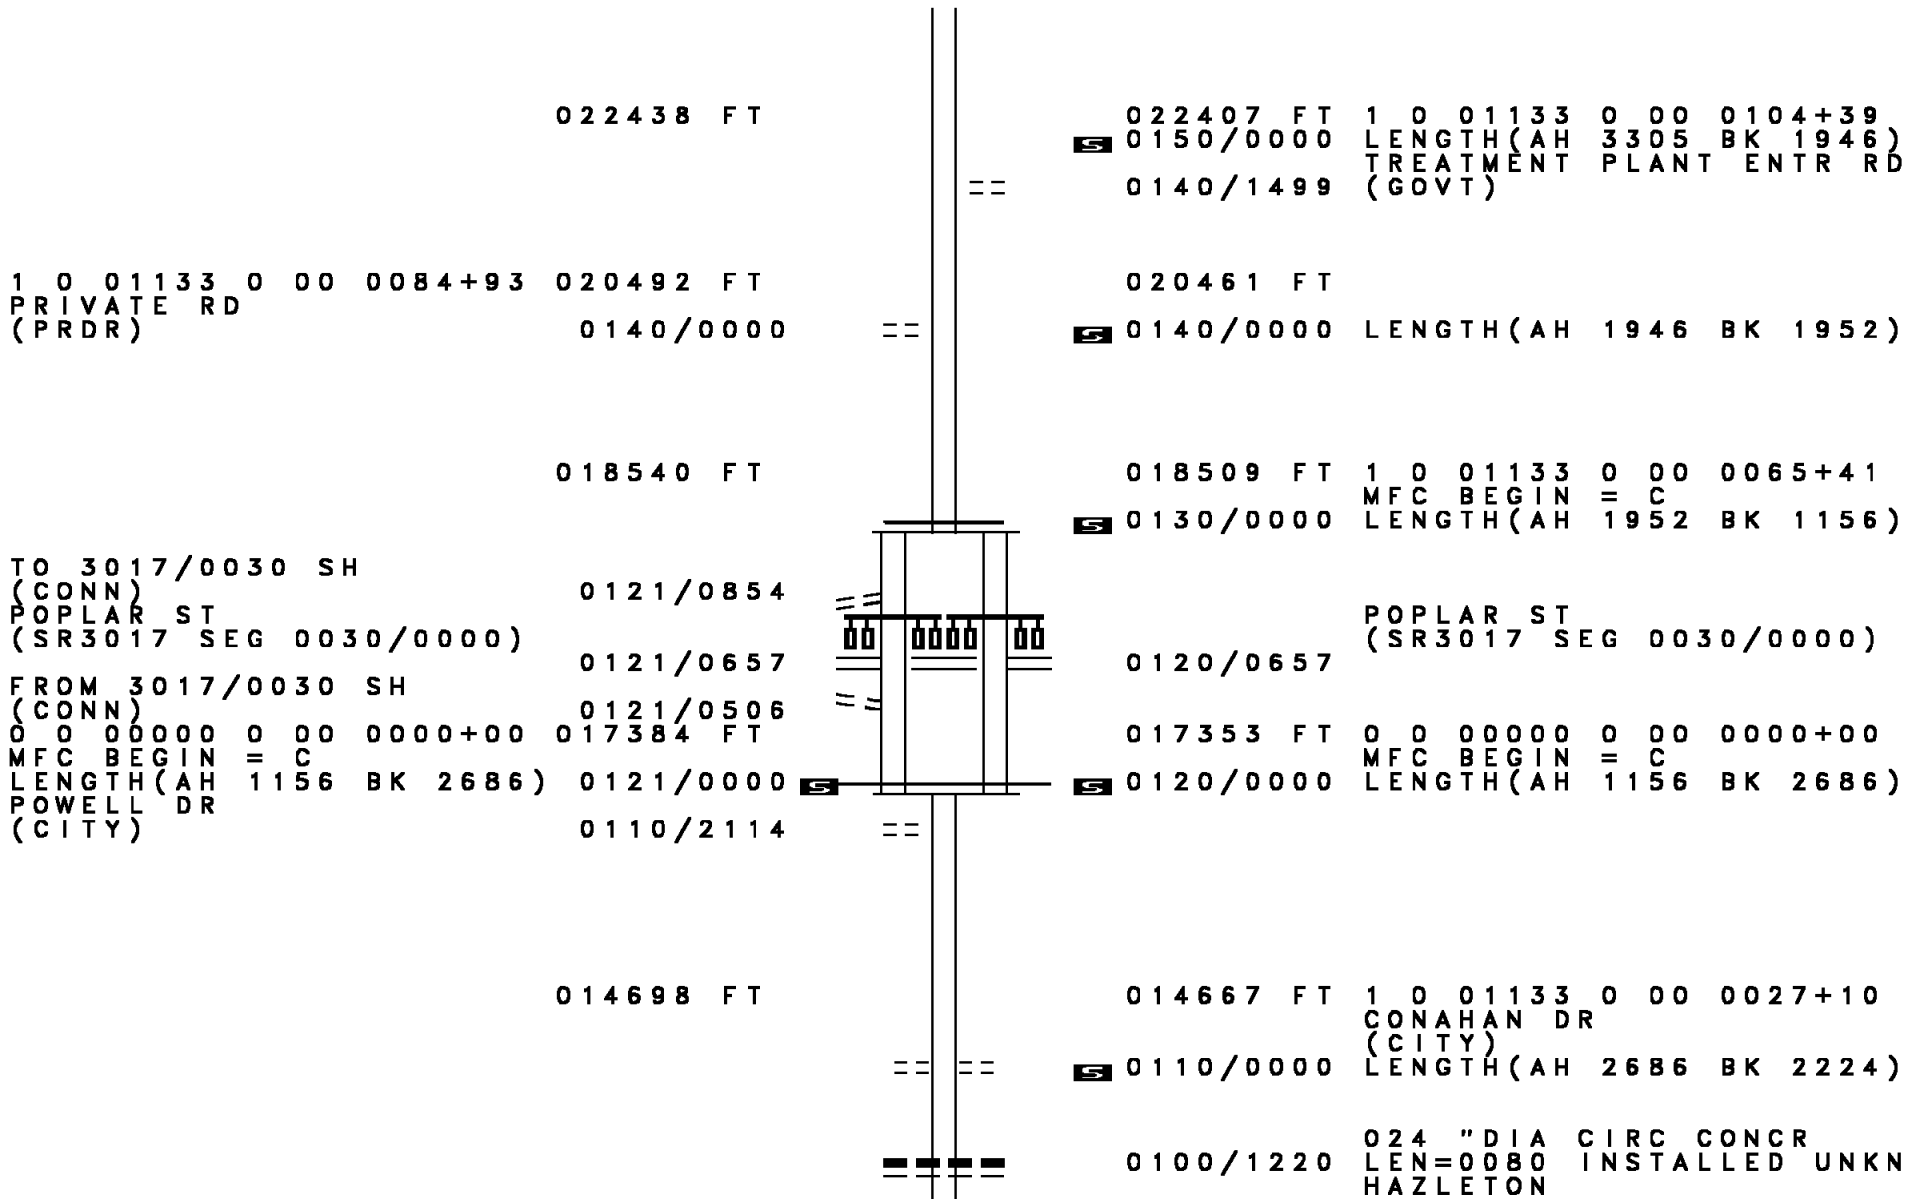 022438 FT 022407 FT 1 0 01133 0 00 0104+39
S 0150/0000 LENGTH(AH 3305 BK 1946)
TREATMENT PLANT ENTR RD
0140/1499 (GOVT)
1 0 01133 0 00 0084+93 020492 FT 020461 FT
PRIVATE RD
(PRDR) 0140/0000 S 0140/0000 LENGTH(AH 1946 BK 1952)
018540 FT 018509 FT 1 0 01133 0 00 0065+41
MFC BEGIN = C
S 0130/0000 LENGTH(AH 1952 BK 1156)
TO 3017/0030 SH
(CONN) 0121/0854
POPLAR ST POPLAR ST
(SR3017 SEG 0030/0000) (SR3017 SEG 0030/0000)
0121/0657 0120/0657
FROM 3017/0030 SH
(CONN) 0121/0506
0 0 00000 0 00 0000+00 017384 FT 017353 FT 0 0 00000 0 00 0000+00
MFC BEGIN = C MFC BEGIN = C
LENGTH(AH 1156 BK 2686) 0121/0000 S S 0120/0000 LENGTH(AH 1156 BK 2686)
POWELL DR
(CITY) 0110/2114
014698 FT 014667 FT 1 0 01133 0 00 0027+10
CONAHAN DR
(CITY)
S 0110/0000 LENGTH(AH 2686 BK 2224)
024 "DIA CIRC CONCR
0100/1220 LEN=0080 INSTALLED UNKN
HAZLETON